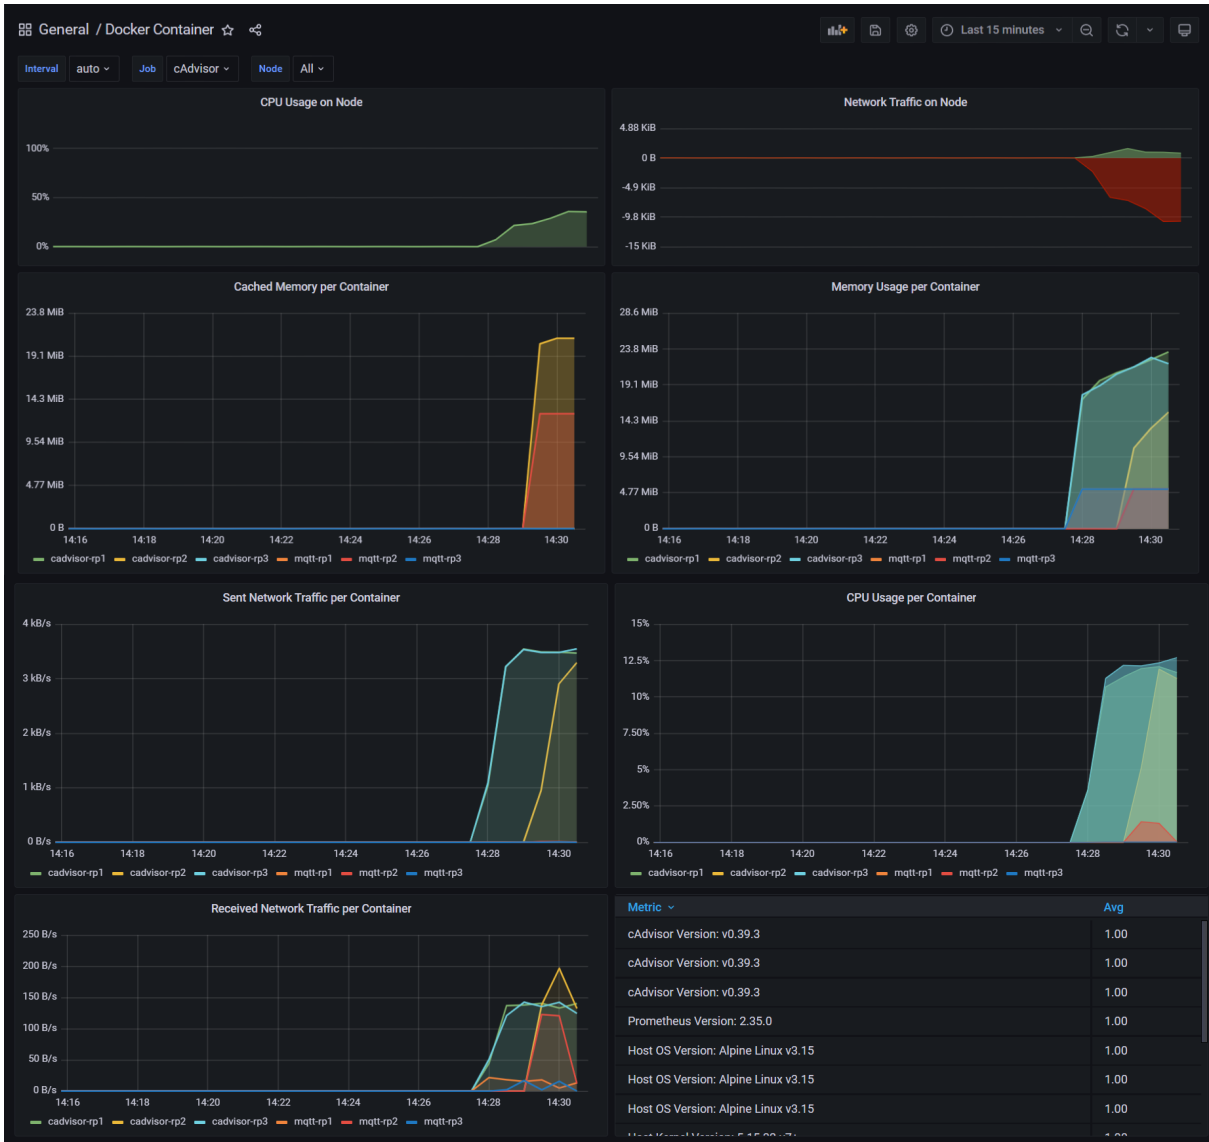 General / Docker Container
Last 15 minutes
Interval auto Job cAdvisor Node All
CPU Usage on Node
100%
50%
0%
Network Traffic on Node
4.88 KiB
0 B
-4.9 KiB
-9.8 KiB
-15 KiB
Cached Memory per Container
23.8 MiB
19.1 MiB
14.3 MiB
9.54 MiB
4.77 MiB
0 B
14:16 14:18 14:20 14:22 14:24 14:26 14:28 14:30
cadvisor-rp1 cadvisor-rp2 cadvisor-rp3 mqtt-rp1 mqtt-rp2 mqtt-rp3
Memory Usage per Container
28.6 MiB
23.8 MiB
19.1 MiB
14.3 MiB
9.54 MiB
4.77 MiB
0 B
14:16 14:18 14:20 14:22 14:24 14:26 14:28 14:30
cadvisor-rp1 cadvisor-rp2 cadvisor-rp3 mqtt-rp1 mqtt-rp2 mqtt-rp3
Sent Network Traffic per Container
4 kB/s
3 kB/s
2 kB/s
1 kB/s
0 B/s
14:16 14:18 14:20 14:22 14:24 14:26 14:28 14:30
cadvisor-rp1 cadvisor-rp2 cadvisor-rp3 mqtt-rp1 mqtt-rp2 mqtt-rp3
CPU Usage per Container
15%
12.5%
10%
7.50%
5%
2.50%
0%
14:16 14:18 14:20 14:22 14:24 14:26 14:28 14:30
cadvisor-rp1 cadvisor-rp2 cadvisor-rp3 mqtt-rp1 mqtt-rp2 mqtt-rp3
Received Network Traffic per Container
250 B/s
200 B/s
150 B/s
100 B/s
50 B/s
0 B/s
14:16 14:18 14:20 14:22 14:24 14:26 14:28 14:30
cadvisor-rp1 cadvisor-rp2 cadvisor-rp3 mqtt-rp1 mqtt-rp2 mqtt-rp3
Metric Avg
cAdvisor Version: v0.39.3 1.00
cAdvisor Version: v0.39.3 1.00
cAdvisor Version: v0.39.3 1.00
Prometheus Version: 2.35.0 1.00
Host OS Version: Alpine Linux v3.15 1.00
Host OS Version: Alpine Linux v3.15 1.00
Host OS Version: Alpine Linux v3.15 1.00